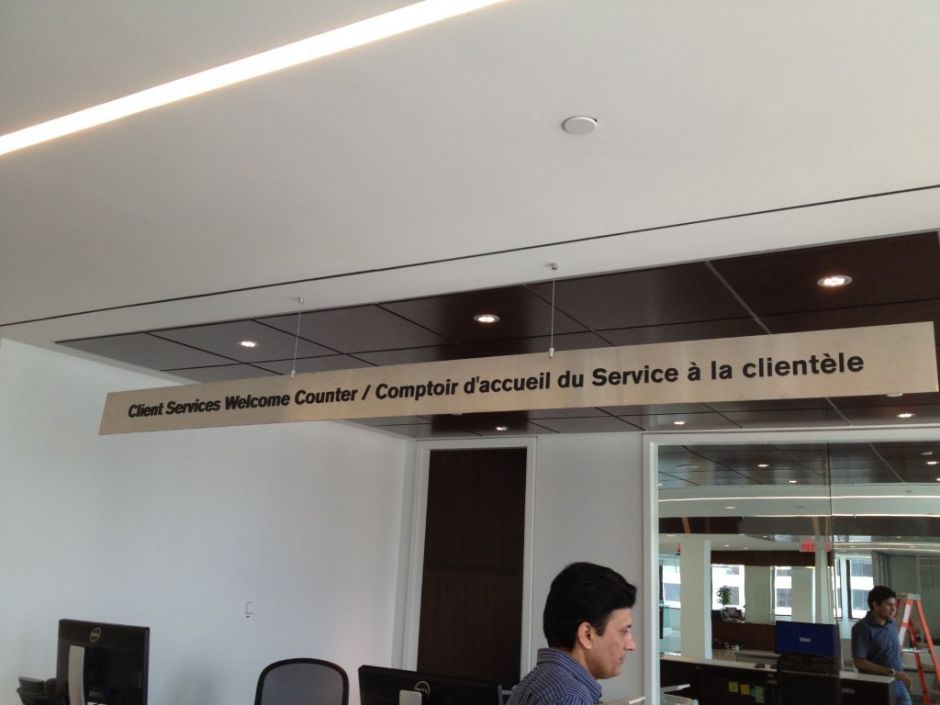 Client Services Welcome Counter / Comptoir d'accueil du Service à la clientèle